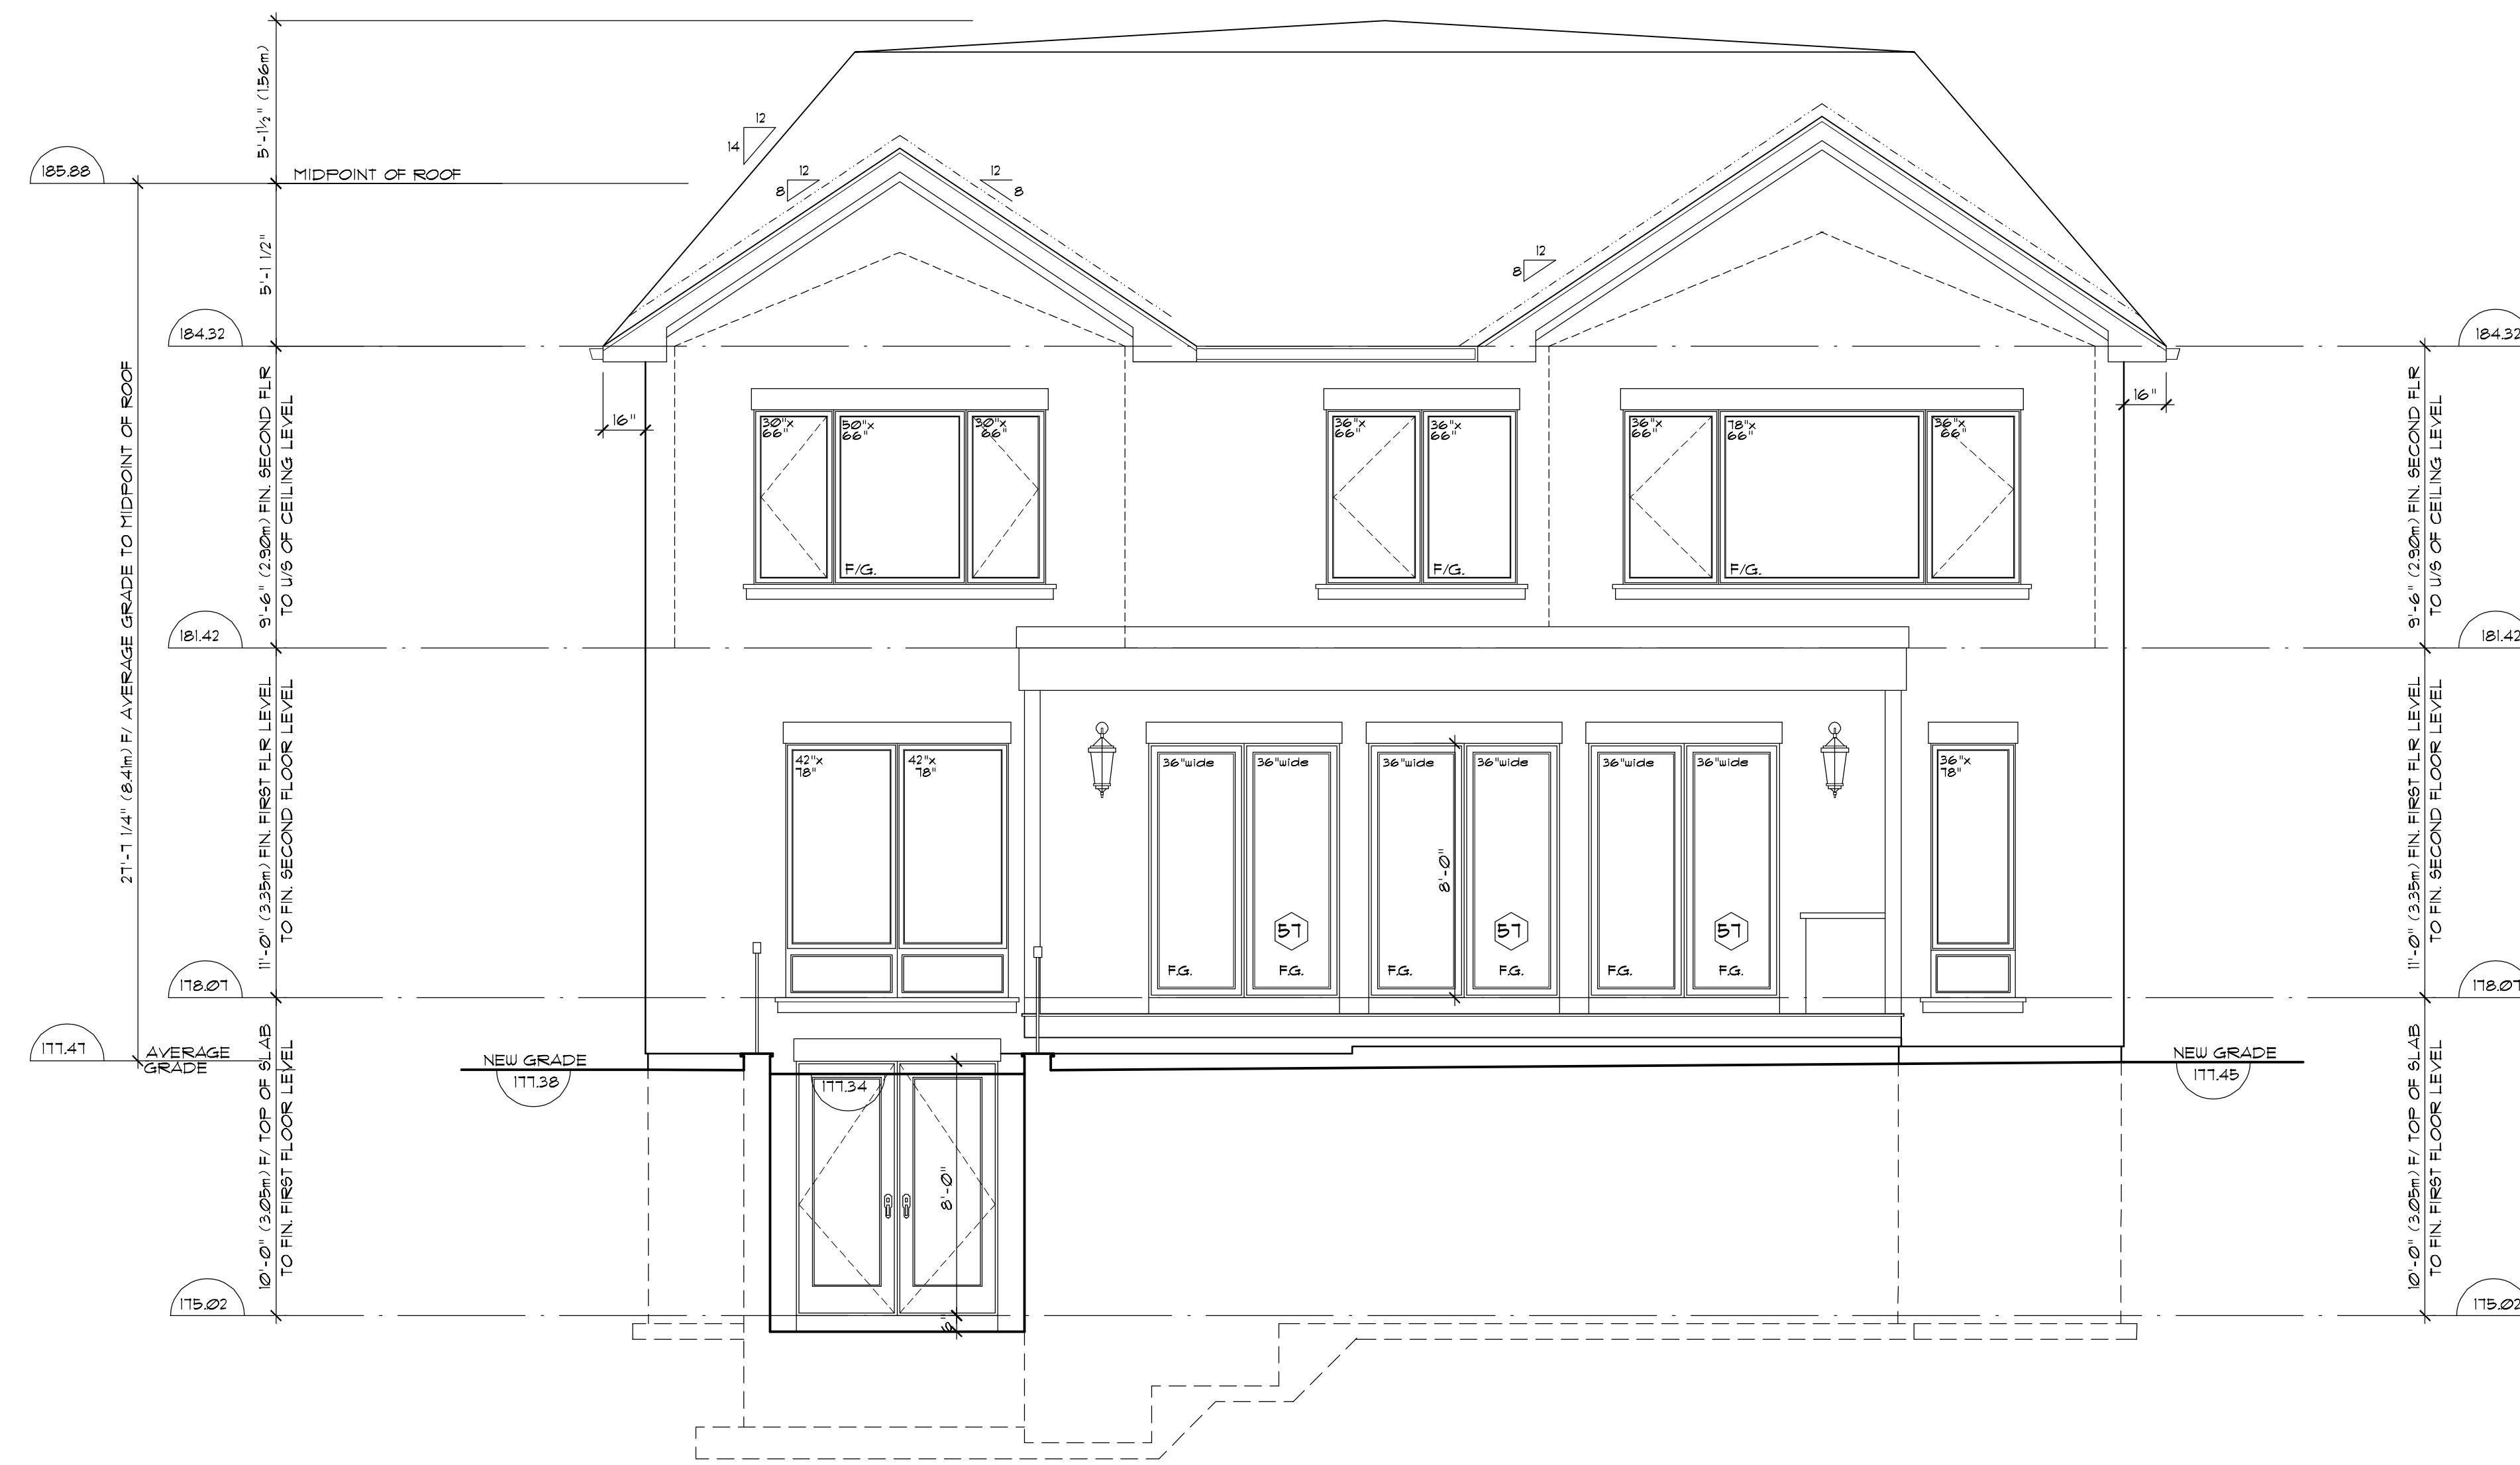 5'-1½" (1.56m)
12
14
185.88
MIDPOINT OF ROOF
12
8
12
8
5'-1 1/2"
12
8
184.32
184.32
16"
16"
27'-7 1/4" (8.41m) F/ AVERAGE GRADE TO MIDPOINT OF ROOF
9'-6" (2.90m) FIN. SECOND FLR
TO U/S OF CEILING LEVEL
30"x
66"
50"x
66"
30"x
66"
36"x
66"
36"x
66"
36"x
66"
78"x
66"
36"x
66"
F/G.
F/G.
F/G.
9'-6" (2.90m) FIN. SECOND FLR
TO U/S OF CEILING LEVEL
181.42
181.42
11'-0" (3.35m) FIN. FIRST FLR LEVEL
TO FIN. SECOND FLOOR LEVEL
42"x
78"
42"x
78"
36"wide
36"wide
36"wide
36"wide
36"wide
36"wide
36"x
78"
8'-0"
57
57
57
F.G.
F.G.
F.G.
F.G.
F.G.
F.G.
11'-0" (3.35m) FIN. FIRST FLR LEVEL
TO FIN. SECOND FLOOR LEVEL
178.07
178.07
177.47
AVERAGE
GRADE
NEW GRADE
177.38
177.34
NEW GRADE
177.45
10'-0" (3.05m) F/ TOP OF SLAB
TO FIN. FIRST FLOOR LEVEL
8'-0"
10'-0" (3.05m) F/ TOP OF SLAB
TO FIN. FIRST FLOOR LEVEL
175.02
175.02